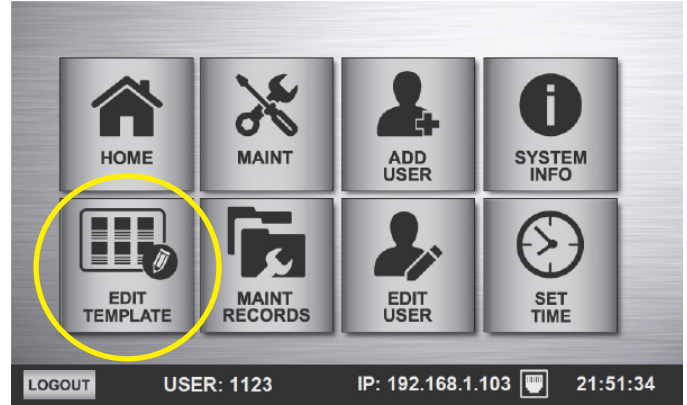 HOME
MAINT
ADD
USER
SYSTEM
INFO
EDIT
TEMPLATE
MAINT
RECORDS
EDIT
USER
SET
TIME
LOGOUT
USER: 1123
IP: 192.168.1.103
21:51:34